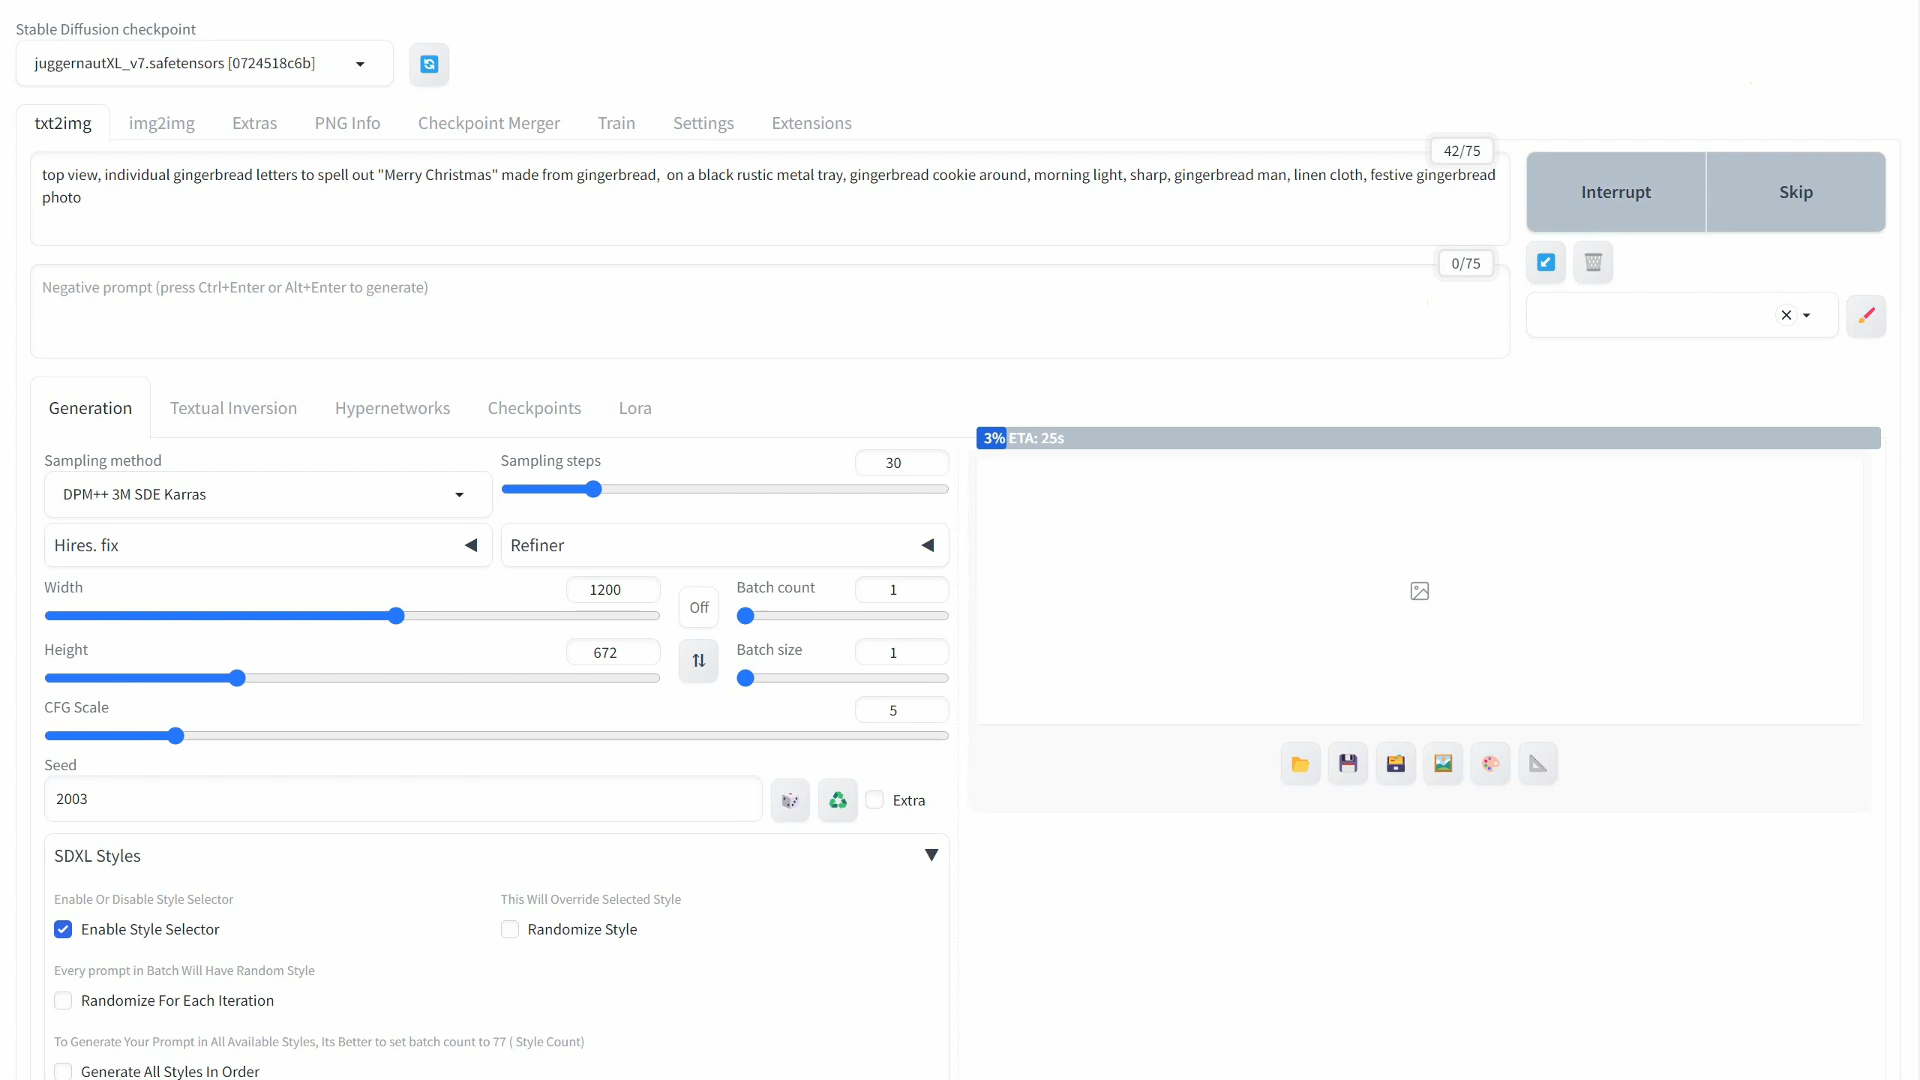 Stable Diffusion checkpoint
juggernautXL_v7.safetensors [0724518c6b]
txt2img img2img Extras PNG Info Checkpoint Merger Train Settings Extensions
42/75
top view, individual gingerbread letters to spell out "Merry Christmas" made from gingerbread, on a black rustic metal tray, gingerbread cookie around, morning light, sharp, gingerbread man, linen cloth, festive gingerbread
photo
Interrupt Skip
0/75
Negative prompt (press Ctrl+Enter or Alt+Enter to generate)
Generation Textual Inversion Hypernetworks Checkpoints Lora
3% ETA: 25s
Sampling method
DPM++ 3M SDE Karras
Sampling steps 30
Hires. fix
Refiner
Width 1200
Off
Batch count 1
Height 672
Batch size 1
CFG Scale 5
Seed
2003
Extra
SDXL Styles
Enable Or Disable Style Selector
Enable Style Selector
This Will Override Selected Style
Randomize Style
Every prompt in Batch Will Have Random Style
Randomize For Each Iteration
To Generate Your Prompt in All Available Styles, Its Better to set batch count to 77 ( Style Count)
Generate All Styles In Order